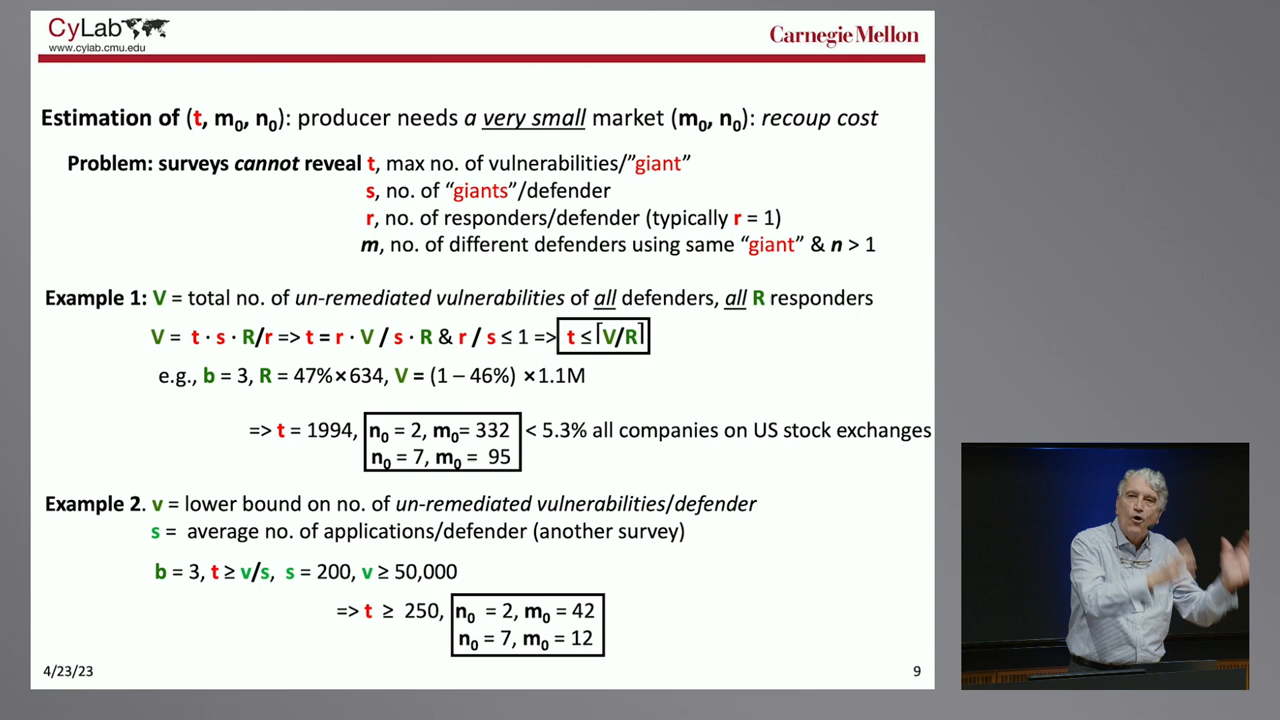 CyLab
www.cylab.cmu.edu
Carnegie Mellon
Estimation of (t, m₀, n₀): producer needs a very small market (m₀, n₀): recoup cost
Problem: surveys cannot reveal t, max no. of vulnerabilities/”giant”
s, no. of “giants”/defender
r, no. of responders/defender (typically r = 1)
m, no. of different defenders using same “giant” & n > 1
Example 1: V = total no. of un-remediated vulnerabilities of all defenders, all R responders
V = t · s · R/r => t = r · V / s · R & r / s ≤ 1 => t ≤ ⌈V/R⌉
e.g., b = 3, R = 47%×634, V = (1 – 46%) ×1.1M
=> t = 1994, n₀ = 2, m₀= 332 < 5.3% all companies on US stock exchanges
n₀ = 7, m₀ = 95
Example 2. v = lower bound on no. of un-remediated vulnerabilities/defender
s = average no. of applications/defender (another survey)
b = 3, t ≥ v/s, s = 200, v ≥ 50,000
=> t ≥ 250, n₀ = 2, m₀ = 42
n₀ = 7, m₀ = 12
4/23/23
9